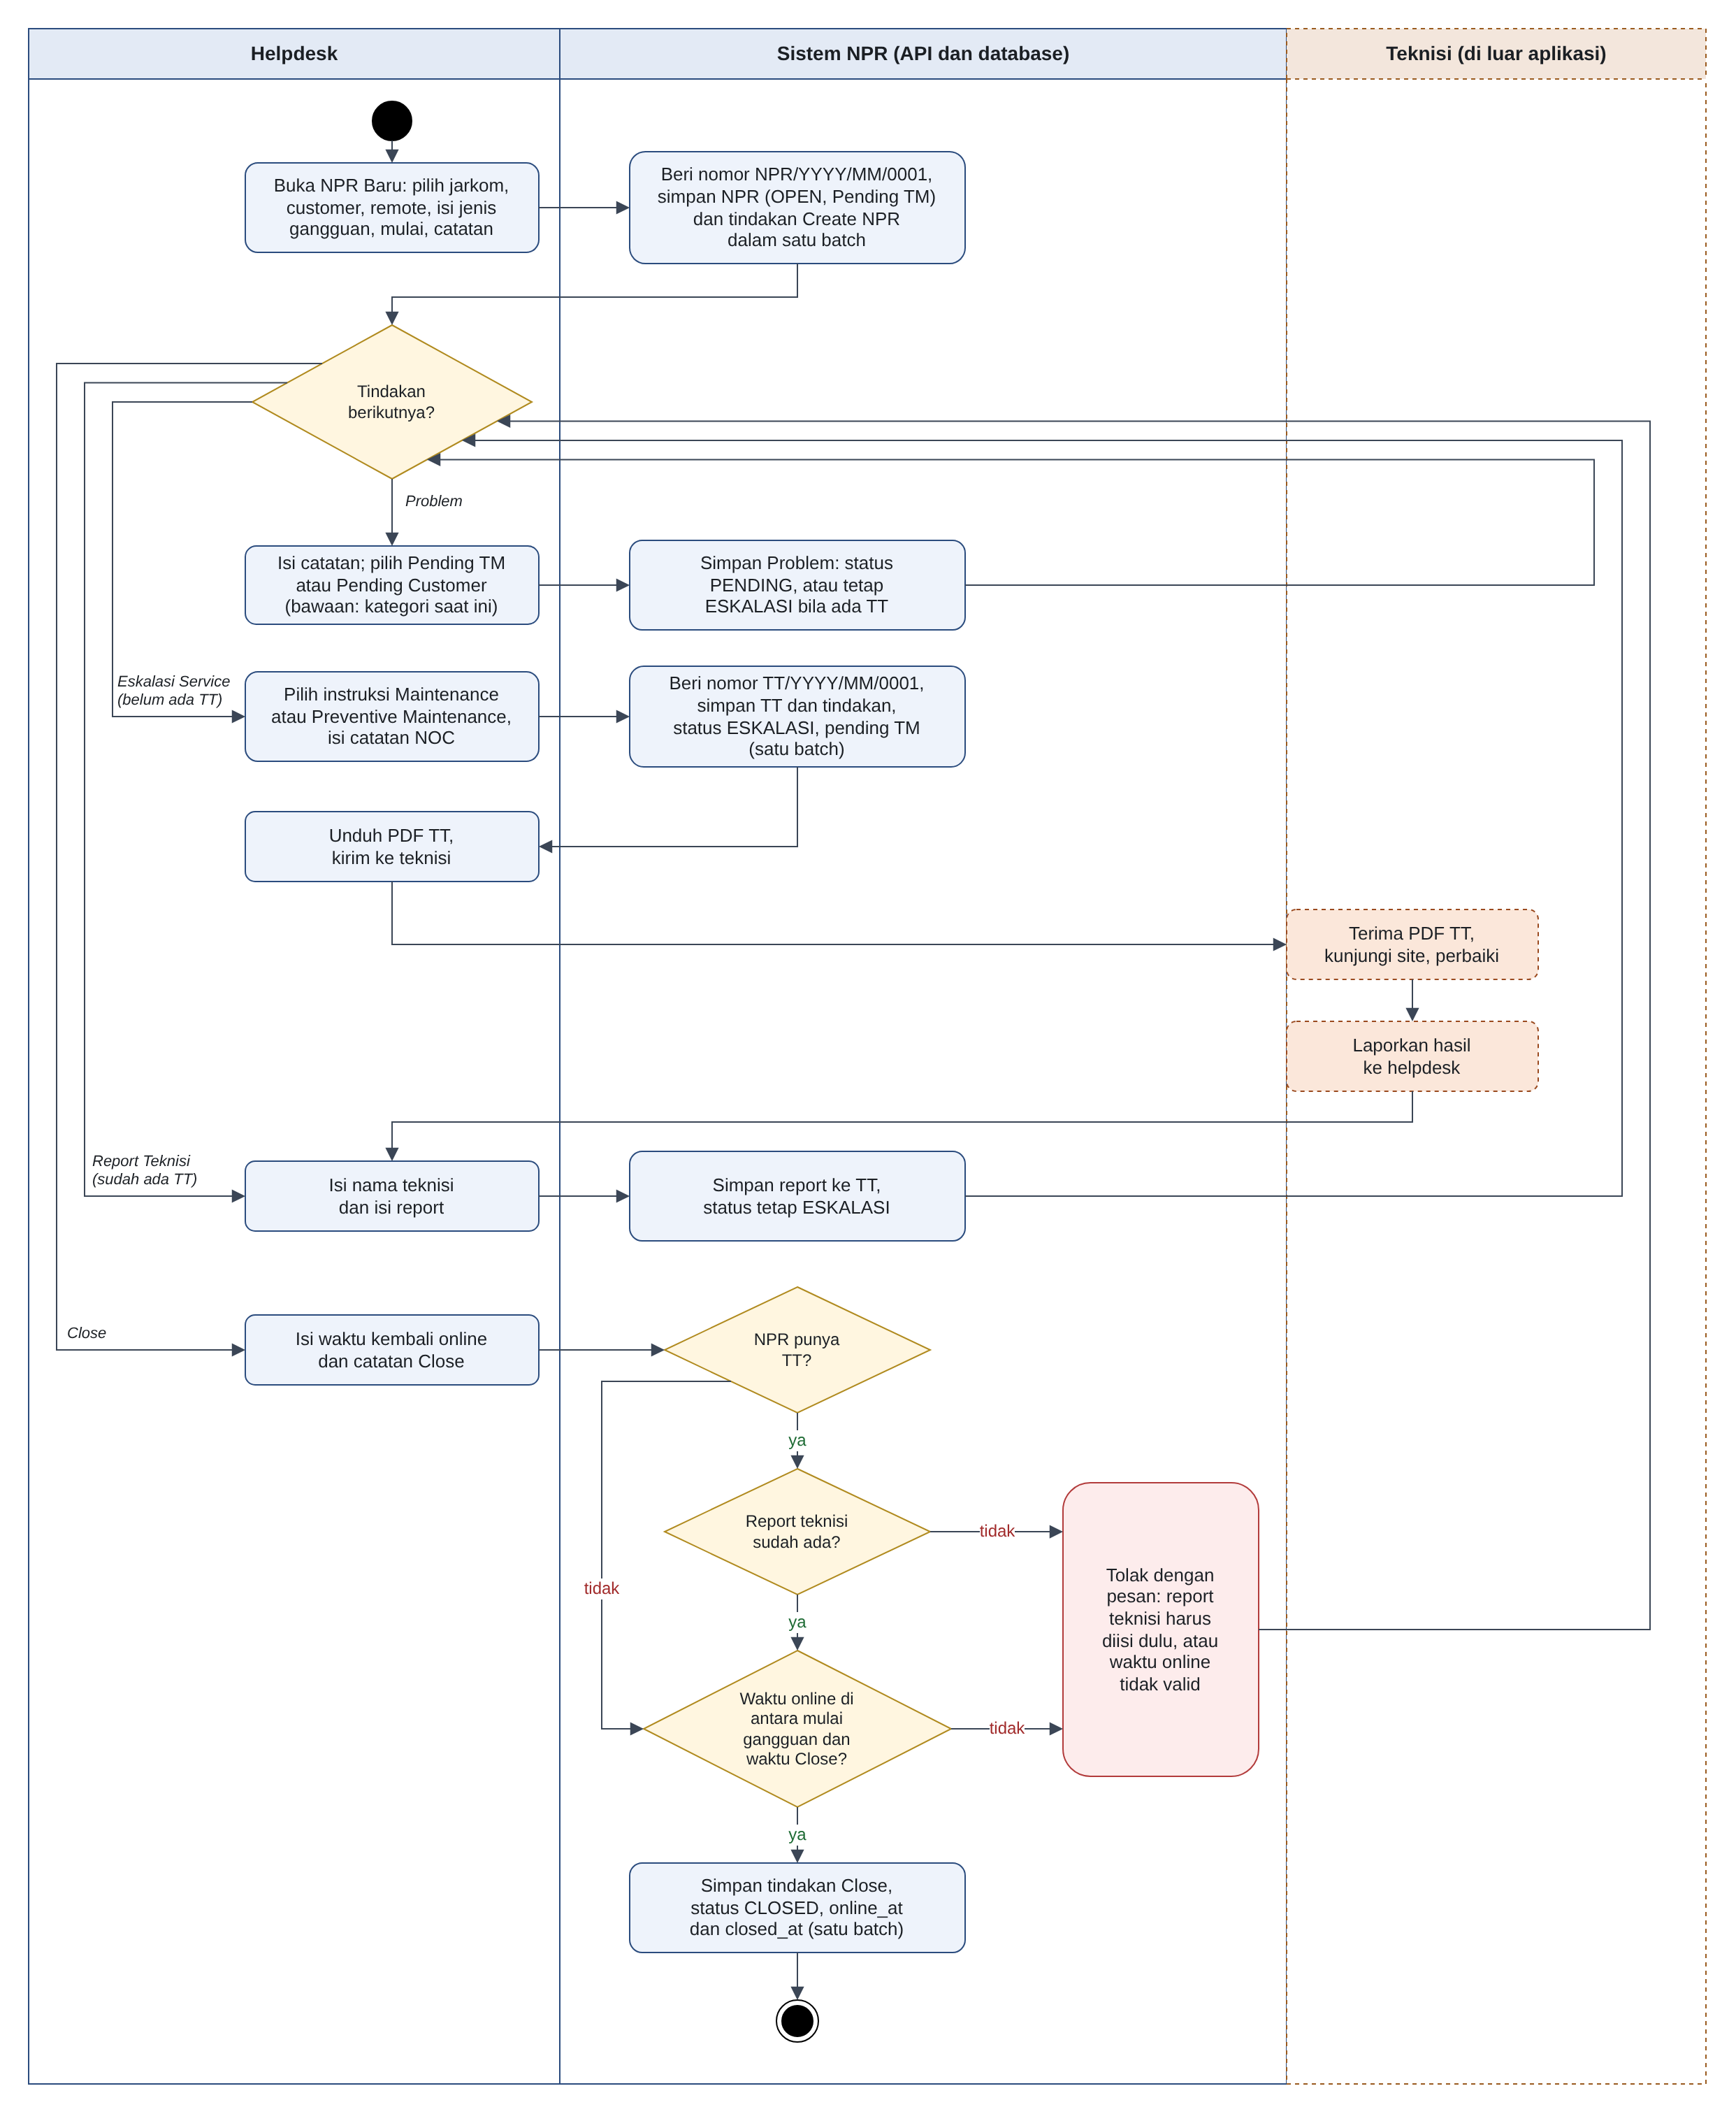 Helpdesk
Sistem NPR (API dan database)
Teknisi (di luar aplikasi)
Buka NPR Baru: pilih jarkom,
customer, remote, isi jenis
gangguan, mulai, catatan
Beri nomor NPR/YYYY/MM/0001,
simpan NPR (OPEN, Pending TM)
dan tindakan Create NPR
dalam satu batch
Tindakan
berikutnya?
Problem
Isi catatan; pilih Pending TM
atau Pending Customer
(bawaan: kategori saat ini)
Simpan Problem: status
PENDING, atau tetap
ESKALASI bila ada TT
Eskalasi Service
(belum ada TT)
Pilih instruksi Maintenance
atau Preventive Maintenance,
isi catatan NOC
Beri nomor TT/YYYY/MM/0001,
simpan TT dan tindakan,
status ESKALASI, pending TM
(satu batch)
Unduh PDF TT,
kirim ke teknisi
Terima PDF TT,
kunjungi site, perbaiki
Laporkan hasil
ke helpdesk
Report Teknisi
(sudah ada TT)
Isi nama teknisi
dan isi report
Simpan report ke TT,
status tetap ESKALASI
Close
Isi waktu kembali online
dan catatan Close
NPR punya
TT?
ya
Report teknisi
sudah ada?
tidak
tidak
ya
Tolak dengan
pesan: report
teknisi harus
diisi dulu, atau
waktu online
tidak valid
Waktu online di
antara mulai
gangguan dan
waktu Close?
tidak
ya
Simpan tindakan Close,
status CLOSED, online_at
dan closed_at (satu batch)